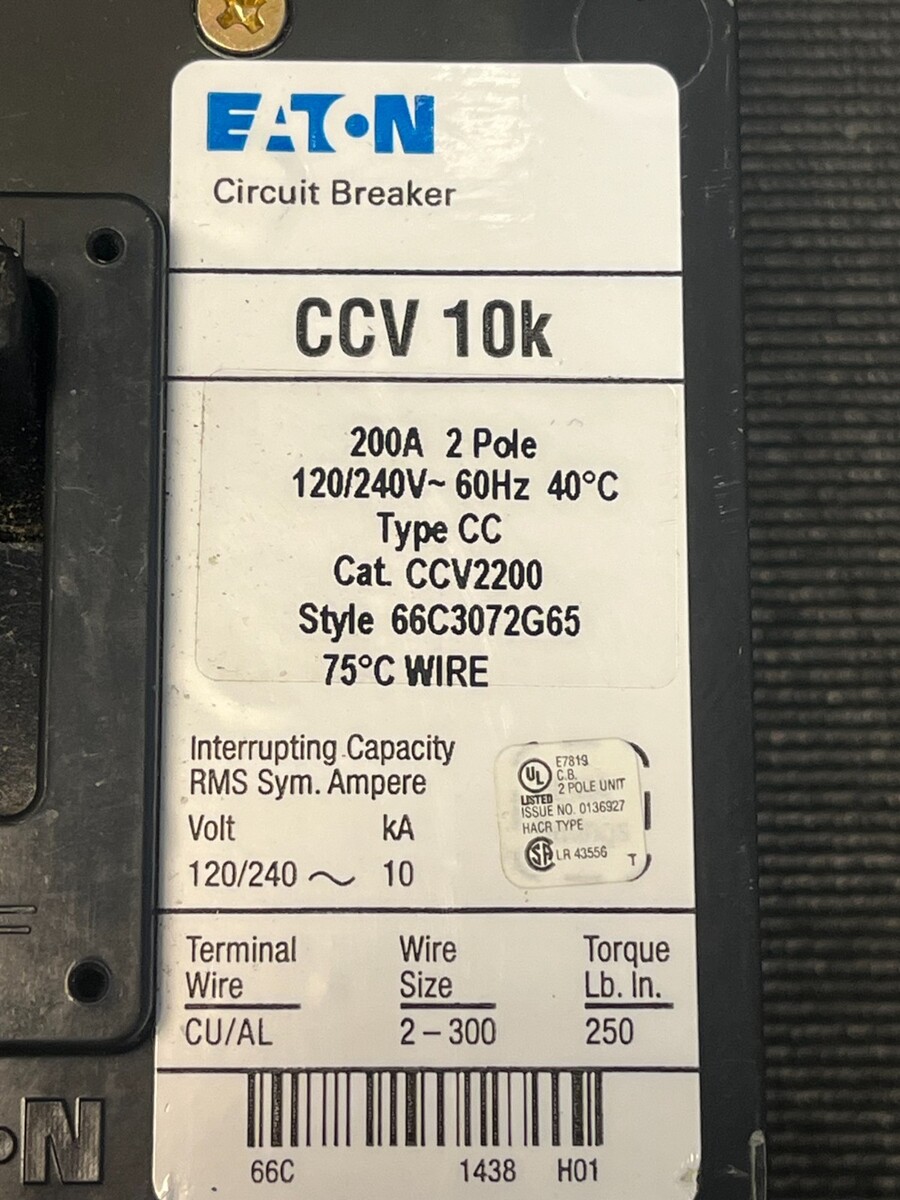 EATON
Circuit Breaker
CCV 10k
200A 2 Pole
120/240V~ 60Hz 40°C
Type CC
Cat. CCV2200
Style 66C3072G65
75°C WIRE
Interrupting Capacity
RMS Sym. Ampere
Volt kA
120/240 ~ 10
UL LISTED
E7819
C.B.
2 POLE UNIT
ISSUE NO. 0136927
HACR TYPE
SA LR 43556 T
Terminal Wire Torque
Wire Size Lb. In.
CU/AL 2 – 300 250
66C 1438 H01
N